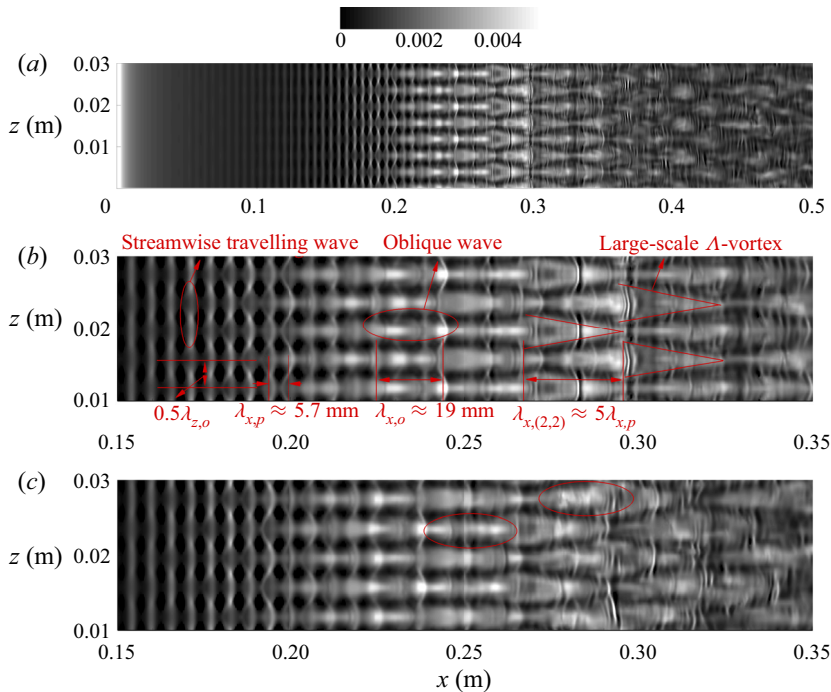 0 0.002 0.004
(a)
0.03
0.02
0.01
z (m)
0 0.1 0.2 0.3 0.4 0.5
(b)
Streamwise travelling wave Oblique wave Large-scale Λ-vortex
0.03
0.02
0.01
z (m)
0.5λz,o λx,p ≈ 5.7 mm λx,o ≈ 19 mm λx,(2,2) ≈ 5λx,p
0.15 0.20 0.25 0.30 0.35
(c)
0.03
0.02
0.01
z (m)
0.15 0.20 0.25 0.30 0.35
x (m)